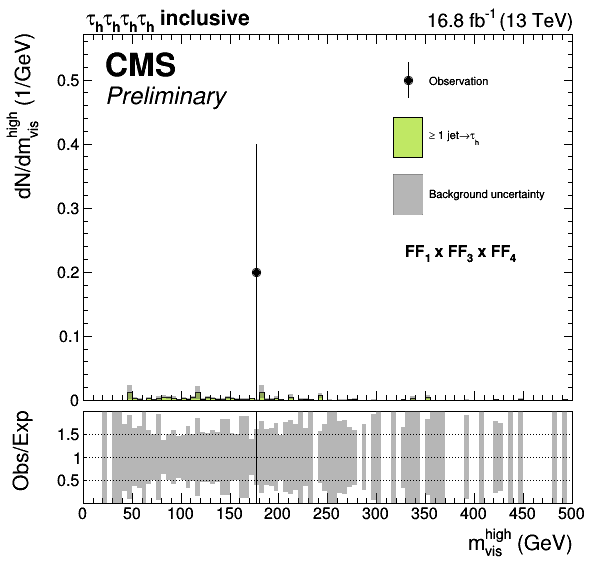 τhτhτhτh inclusive
16.8 fb⁻¹ (13 TeV)
CMS
Preliminary
Observation
≥ 1 jet→τh
Background uncertainty
FF1 x FF3 x FF4
dN/dm_vis^high (1/GeV)
0.5
0.4
0.3
0.2
0.1
0
Obs/Exp
1.5
1
0.5
0 50 100 150 200 250 300 350 400 450 500
m_vis^high (GeV)